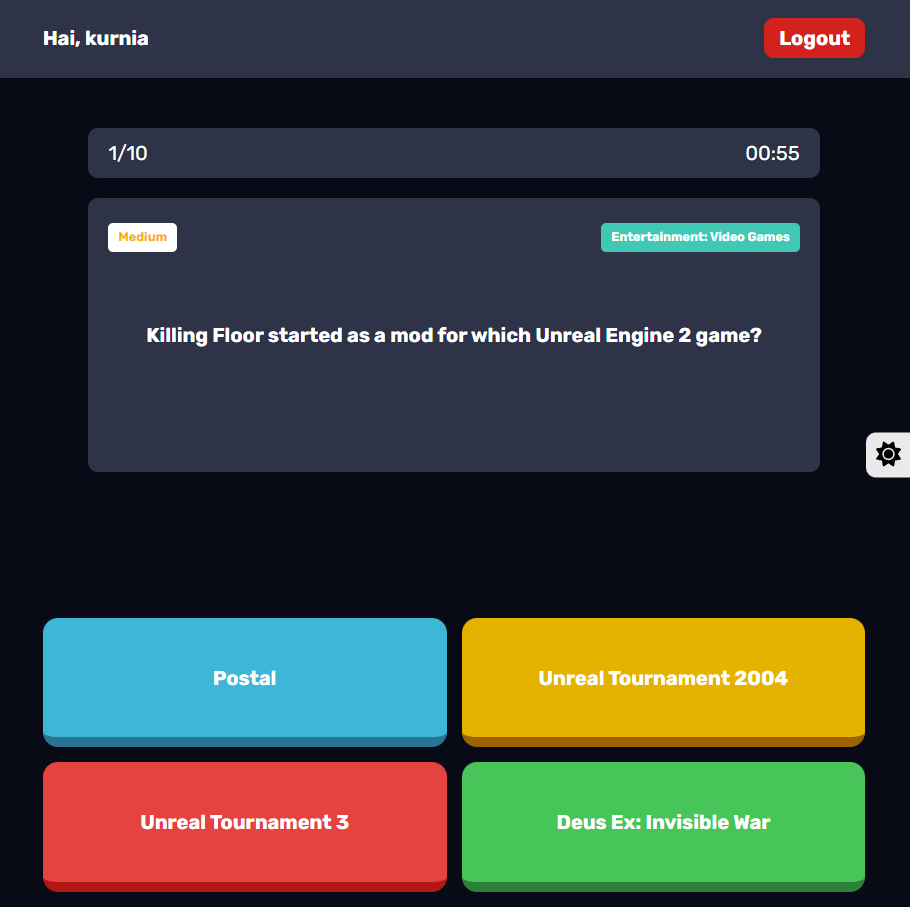 Hai, kurnia
Logout
1/10
00:55
Medium
Entertainment: Video Games
Killing Floor started as a mod for which Unreal Engine 2 game?
Postal
Unreal Tournament 2004
Unreal Tournament 3
Deus Ex: Invisible War